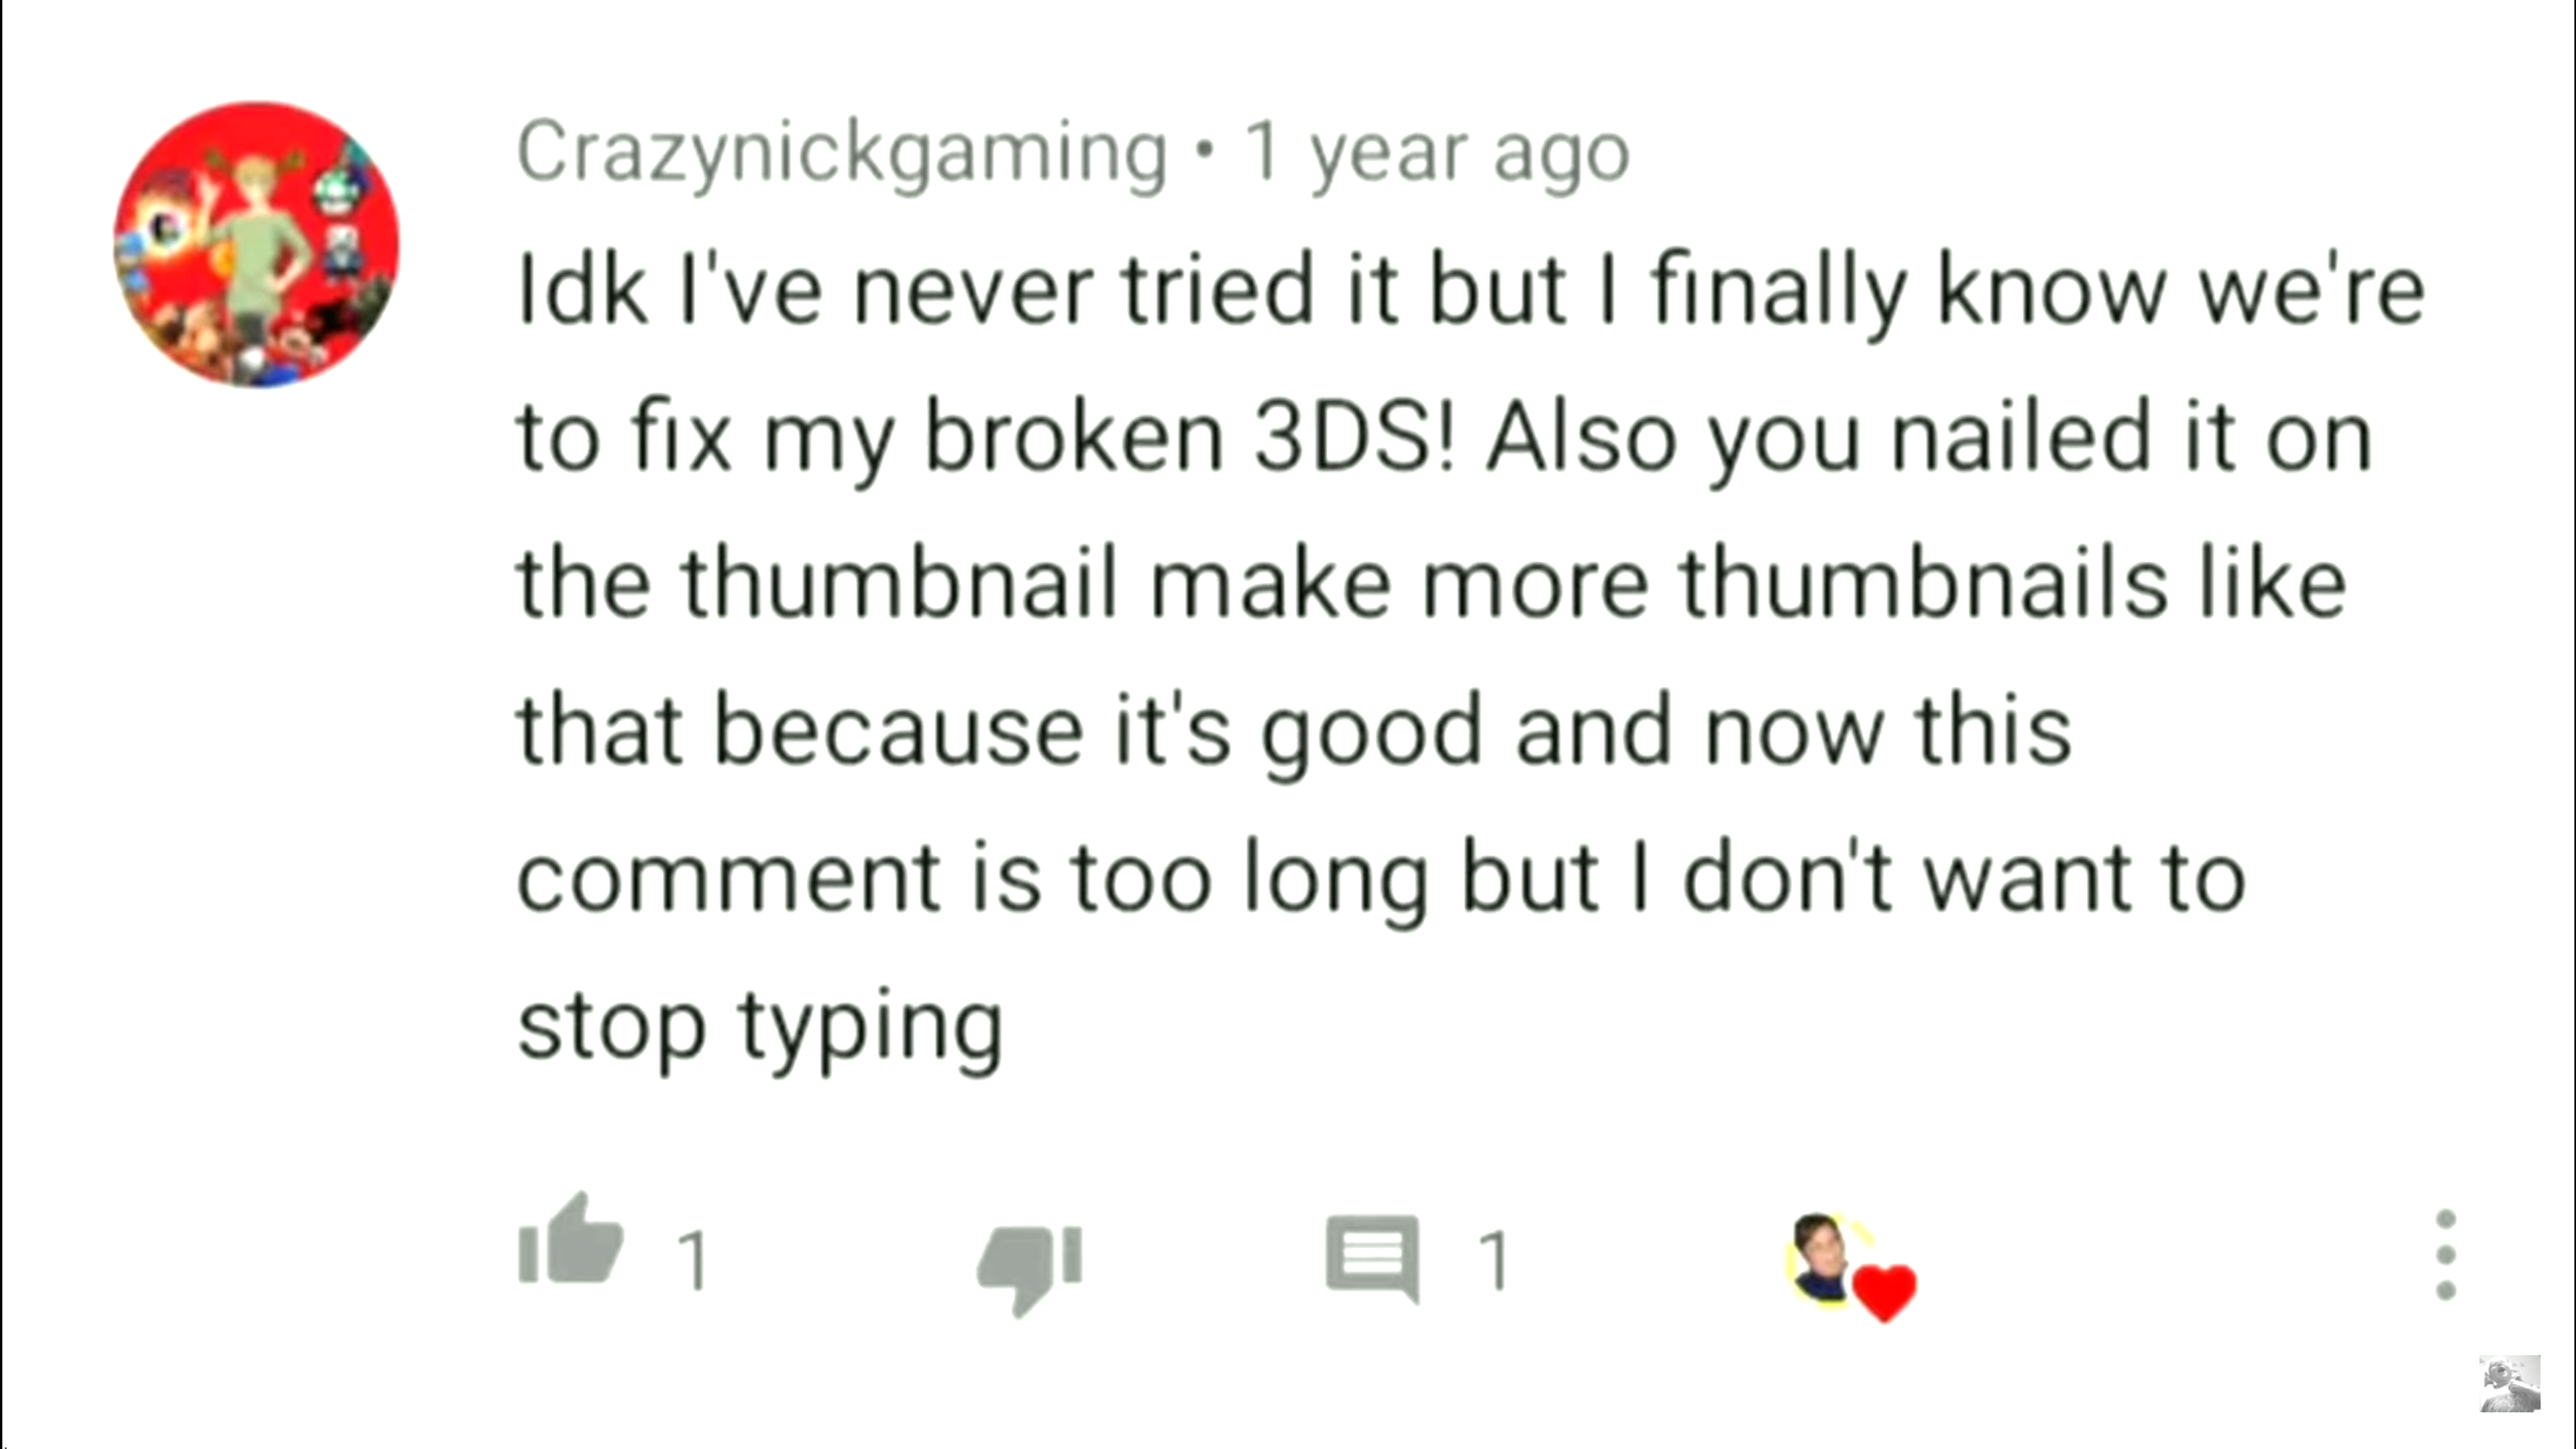 Crazynickgaming • 1 year ago
Idk I've never tried it but I finally know we're
to fix my broken 3DS! Also you nailed it on
the thumbnail make more thumbnails like
that because it's good and now this
comment is too long but I don't want to
stop typing
1
1